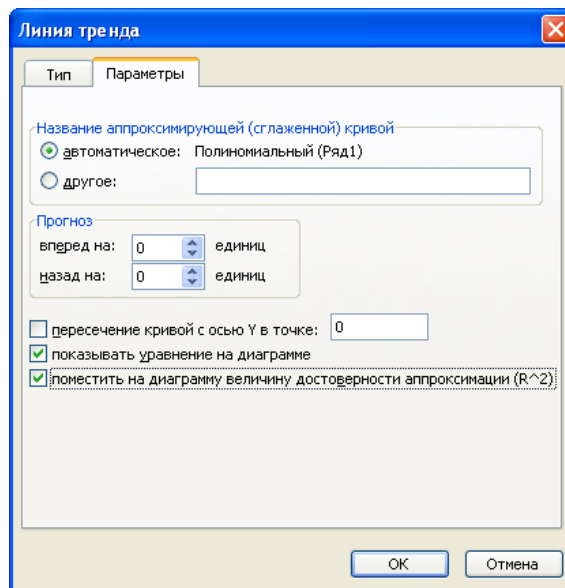 Линия тренда
Тип Параметры
Название аппроксимирующей (сглаженной) кривой
автоматическое: Полиномиальный (Ряд1)
другое:
Прогноз
вперед на: 0 единиц
назад на: 0 единиц
пересечение кривой с осью Y в точке: 0
показывать уравнение на диаграмме
поместить на диаграмму величину достоверности аппроксимации (R^2)
ОК Отмена